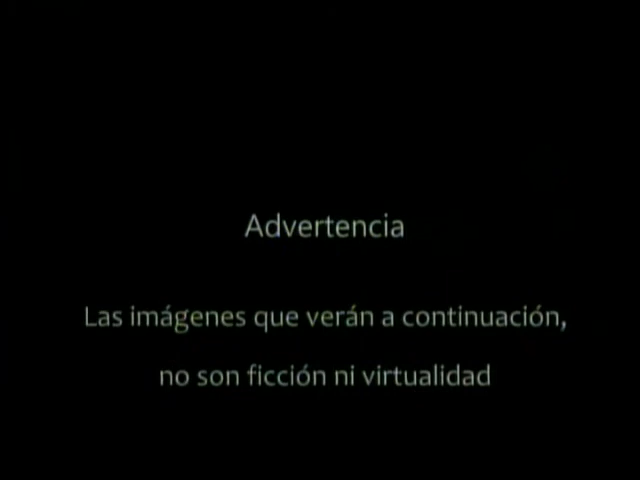 Advertencia
Las imágenes que verán a continuación,
no son ficción ni virtualidad